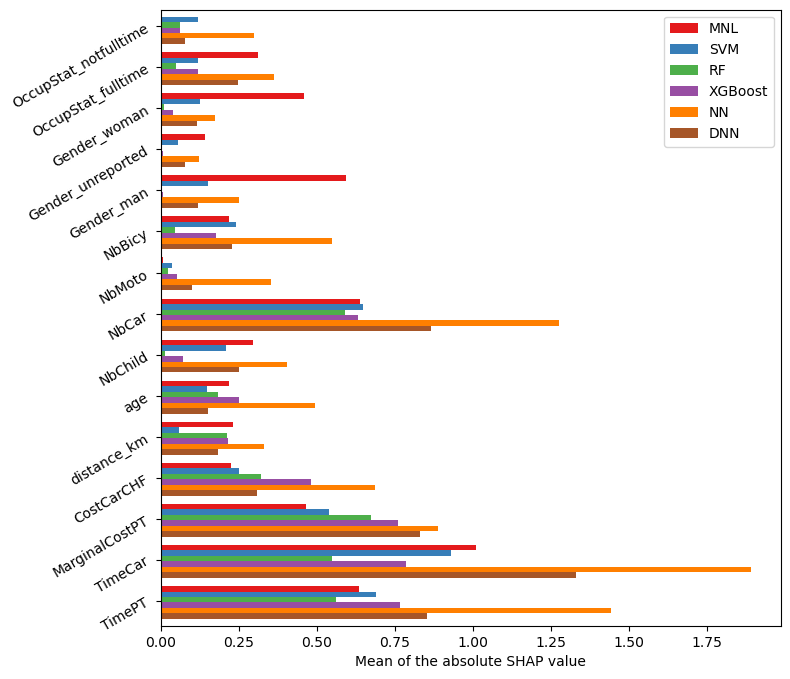 OccupStat_notfulltime
OccupStat_fulltime
Gender_woman
Gender_unreported
Gender_man
NbBicy
NbMoto
NbCar
NbChild
age
distance_km
CostCarCHF
MarginalCostPT
TimeCar
TimePT
MNL
SVM
RF
XGBoost
NN
DNN
0.00 0.25 0.50 0.75 1.00 1.25 1.50 1.75
Mean of the absolute SHAP value